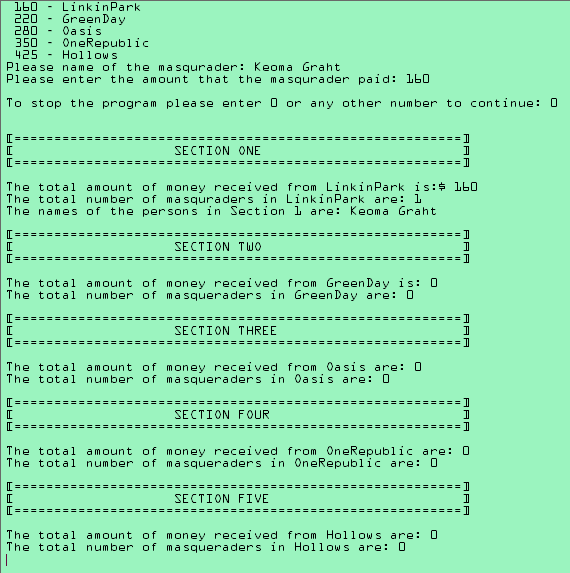 160 - LinkinPark
220 - GreenDay
280 - Oasis
350 - OneRepublic
425 - Hollows
Please name of the masqurader: Keoma Graht
Please enter the amount that the masqurader paid: 160
To stop the program please enter 0 or any other number to continue: 0
[========================================================]
[ SECTION ONE ]
[========================================================]
The total amount of money received from LinkinPark is:$ 160
The total number of masquraders in LinkinPark are: 1
The names of the persons in Section 1 are: Keoma Graht
[========================================================]
[ SECTION TWO ]
[========================================================]
The total amount of money received from GreenDay is: 0
The total number of masqueraders in GreenDay are: 0
[========================================================]
[ SECTION THREE ]
[========================================================]
The total amount of money received from Oasis are: 0
The total number of masqueraders in Oasis are: 0
[========================================================]
[ SECTION FOUR ]
[========================================================]
The total amount of money received from OneRepublic are: 0
The total number of masqueraders in OneRepublic are: 0
[========================================================]
[ SECTION FIVE ]
[========================================================]
The total amount of money received from Hollows are: 0
The total number of masqueraders in Hollows are: 0